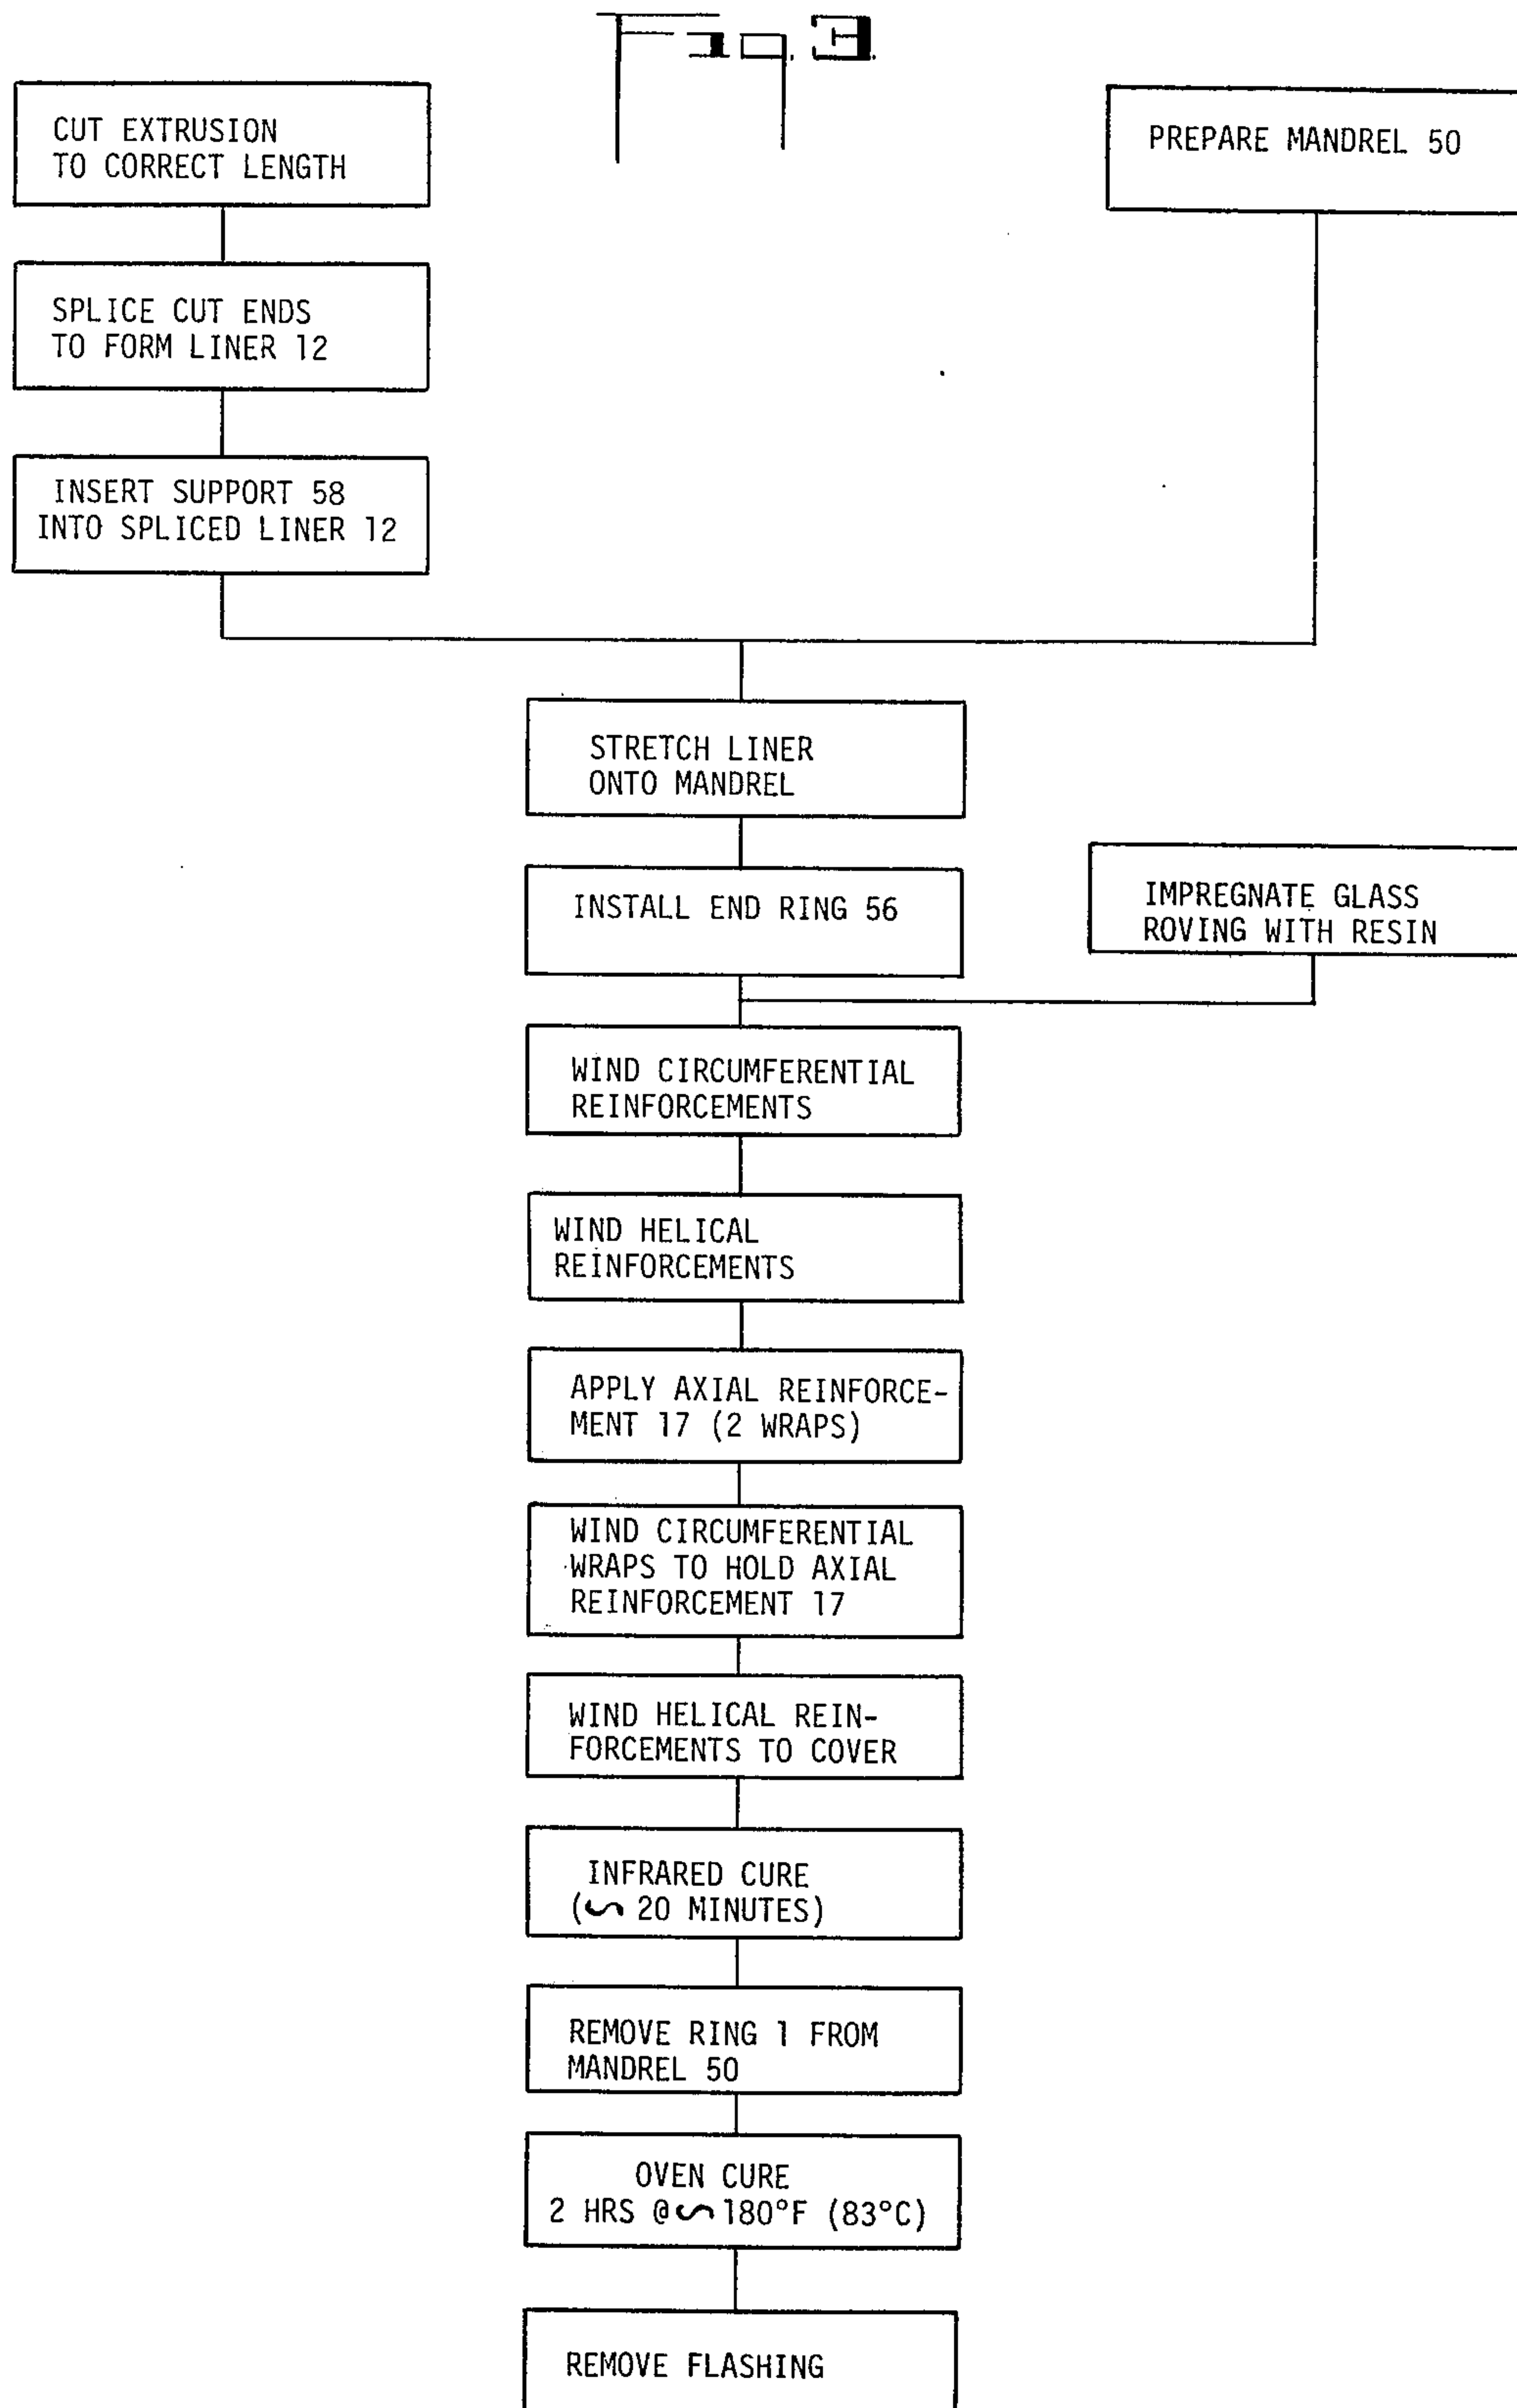 Fig. 3.
CUT EXTRUSION
TO CORRECT LENGTH
PREPARE MANDREL 50
SPLICE CUT ENDS
TO FORM LINER 12
INSERT SUPPORT 58
INTO SPLICED LINER 12
STRETCH LINER
ONTO MANDREL
INSTALL END RING 56
IMPREGNATE GLASS
ROVING WITH RESIN
WIND CIRCUMFERENTIAL
REINFORCEMENTS
WIND HELICAL
REINFORCEMENTS
APPLY AXIAL REINFORCE-
MENT 17 (2 WRAPS)
WIND CIRCUMFERENTIAL
WRAPS TO HOLD AXIAL
REINFORCEMENT 17
WIND HELICAL REIN-
FORCEMENTS TO COVER
INFRARED CURE
(∽ 20 MINUTES)
REMOVE RING 1 FROM
MANDREL 50
OVEN CURE
2 HRS @∽180°F (83°C)
REMOVE FLASHING